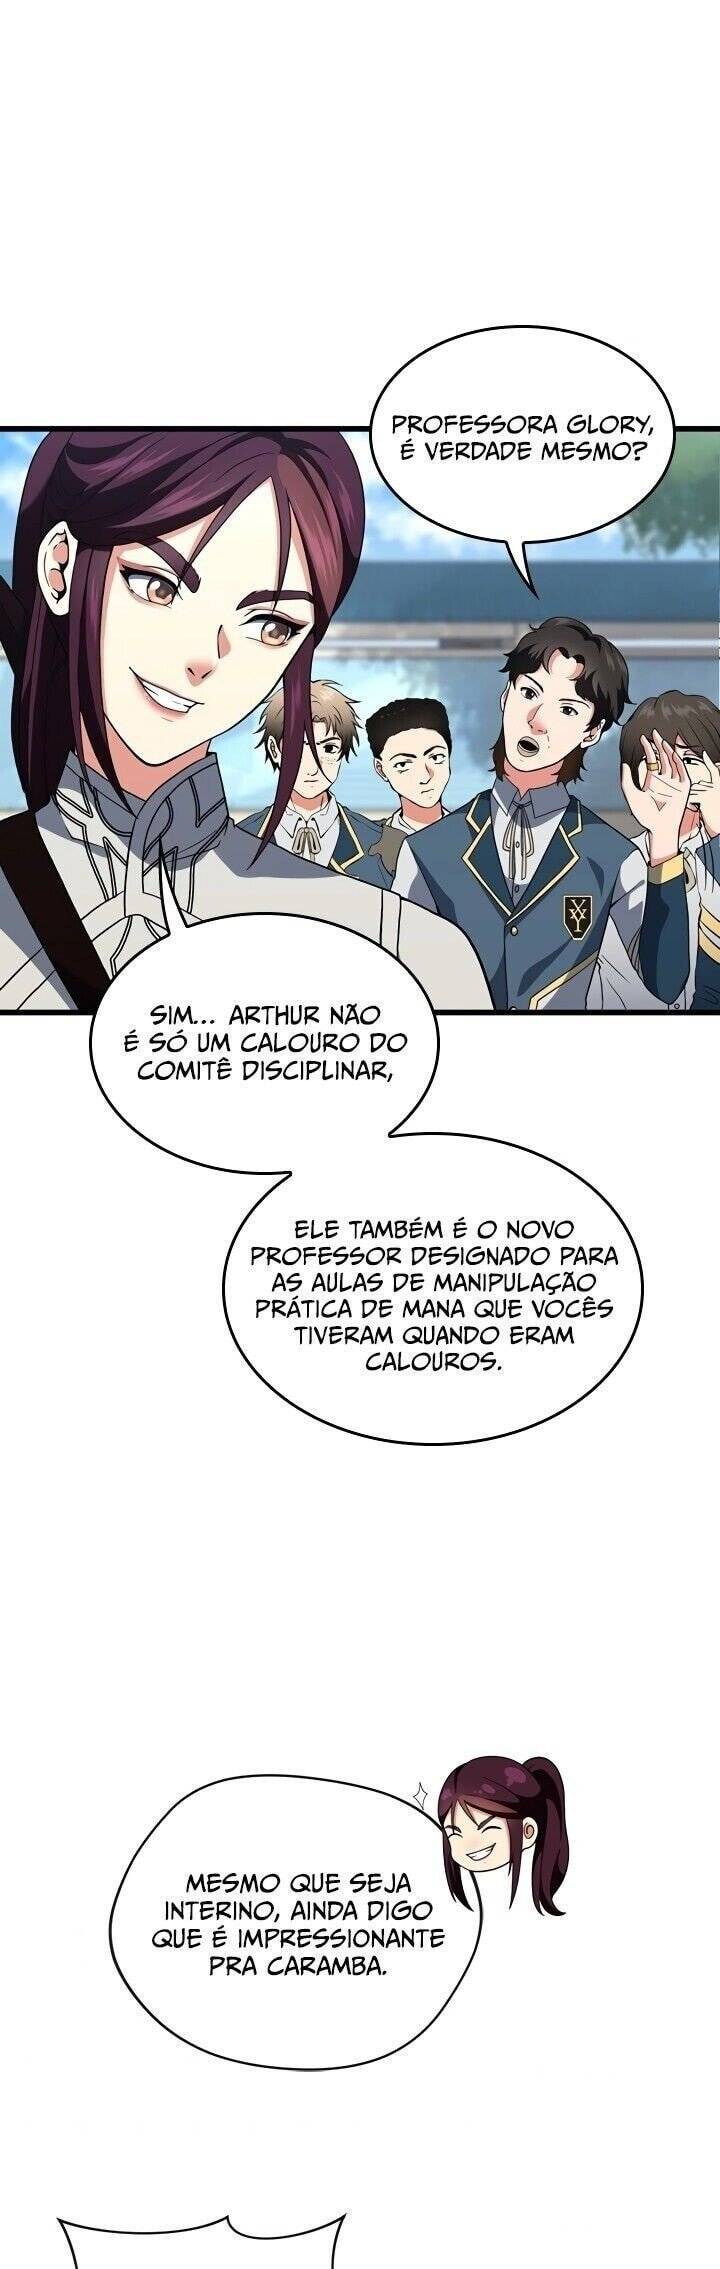 PROFESSORA GLORY,
É VERDADE MESMO?
SIM... ARTHUR NÃO
É SÓ UM CALOURO DO
COMITÊ DISCIPLINAR,
ELE TAMBÉM É O NOVO
PROFESSOR DESIGNADO PARA
AS AULAS DE MANIPULAÇÃO
PRÁTICA DE MANA QUE VOCÊS
TIVERAM QUANDO ERAM
CALOUROS.
MESMO QUE SEJA
INTERINO, AINDA DIGO
QUE É IMPRESSIONANTE
PRA CARAMBA.